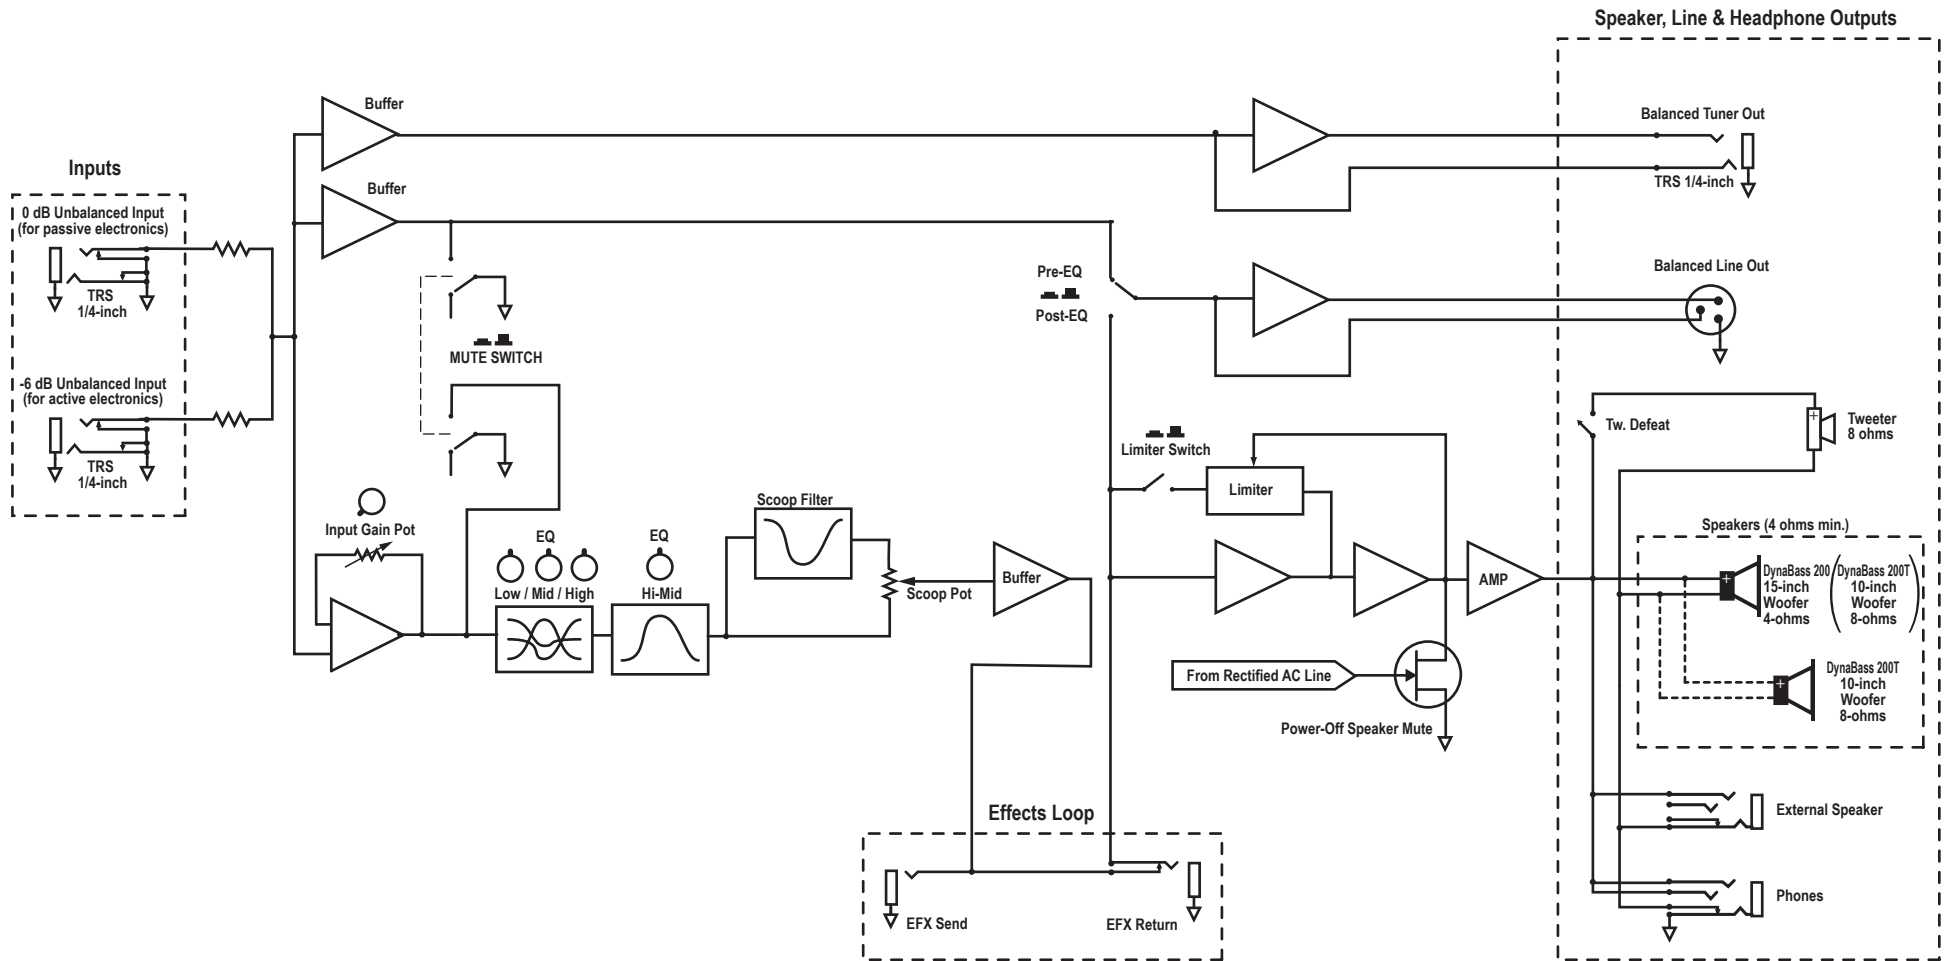 Speaker, Line & Headphone Outputs
Buffer
Balanced Tuner Out
TRS 1/4-inch
Inputs
Buffer
0 dB Unbalanced Input
(for passive electronics)
TRS
1/4-inch
Pre-EQ
Post-EQ
Balanced Line Out
MUTE SWITCH
-6 dB Unbalanced Input
(for active electronics)
TRS
1/4-inch
Limiter Switch
Limiter
Tw. Defeat
+
Tweeter
8 ohms
Input Gain Pot
EQ
Low / Mid / High
EQ
Hi-Mid
Scoop Filter
Scoop Pot
Buffer
AMP
Speakers (4 ohms min.)
+
DynaBass 200
15-inch
Woofer
4-ohms
(DynaBass 200T
10-inch
Woofer
8-ohms)
+
DynaBass 200T
10-inch
Woofer
8-ohms
From Rectified AC Line
Power-Off Speaker Mute
Effects Loop
EFX Send
EFX Return
External Speaker
Phones